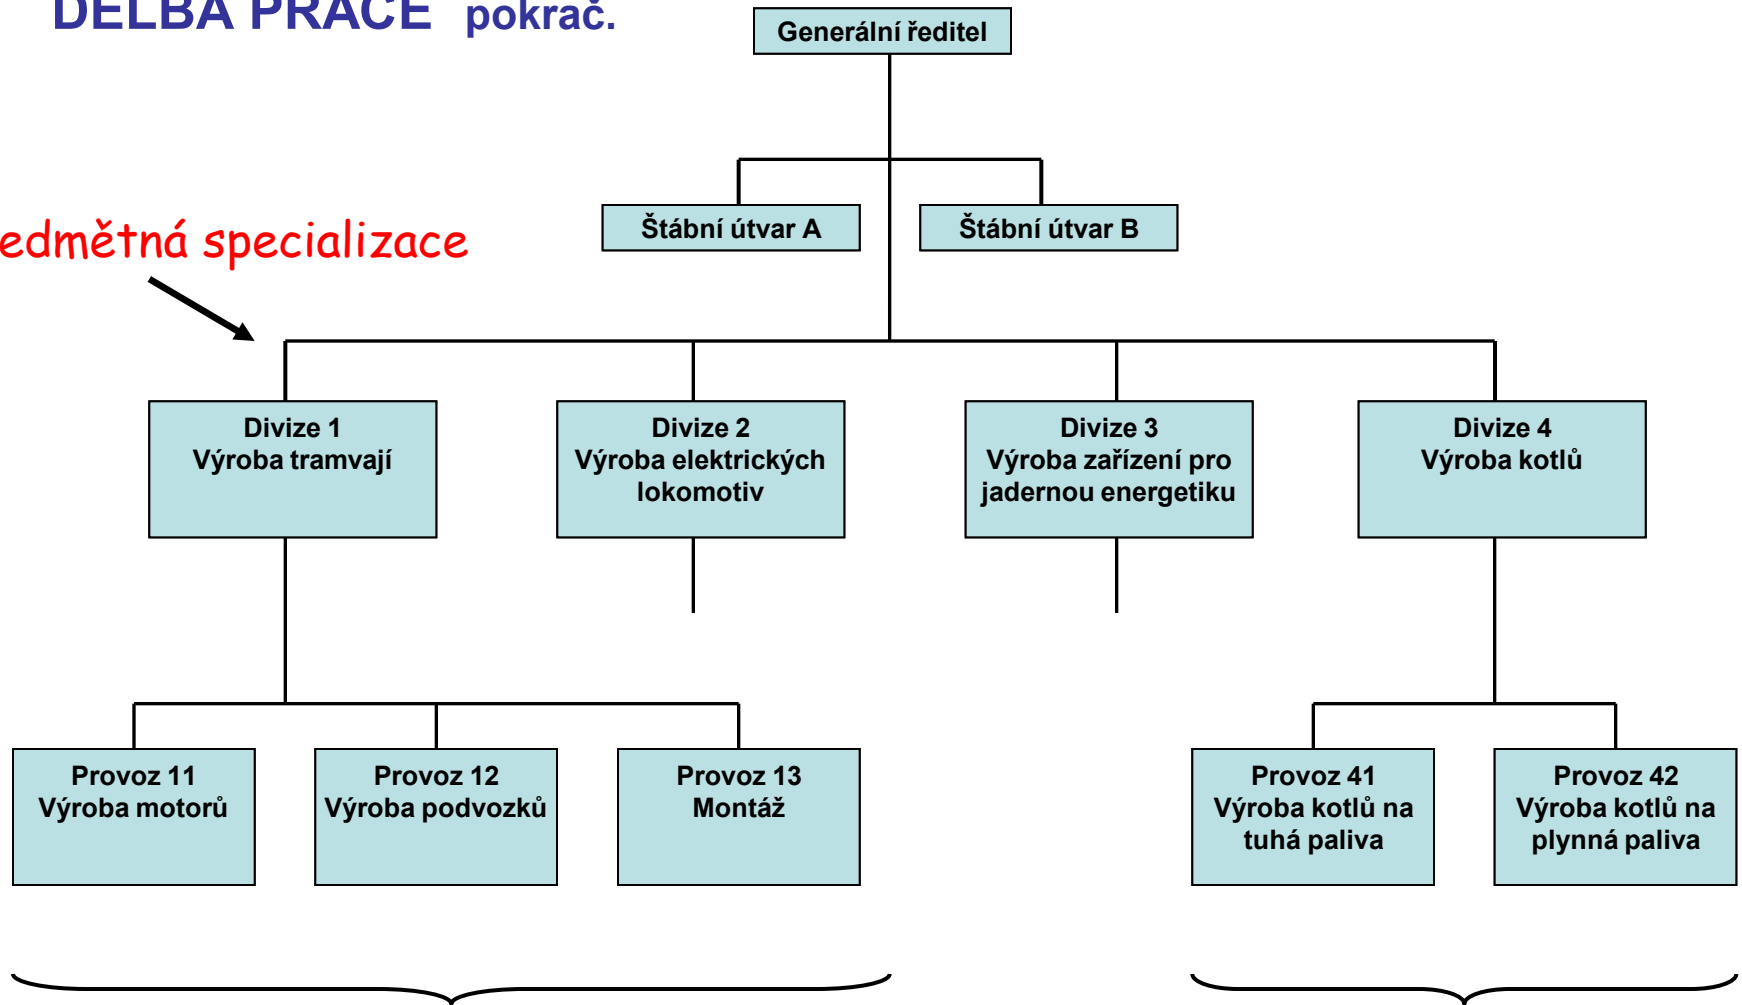 DĚLBA PRÁCE pokrač.
Generální ředitel
Štábní útvar A
Štábní útvar B
edmětná specializace
Divize 1
Výroba tramvají
Divize 2
Výroba elektrických
lokomotiv
Divize 3
Výroba zařízení pro
jadernou energetiku
Divize 4
Výroba kotlů
Provoz 11
Výroba motorů
Provoz 12
Výroba podvozků
Provoz 13
Montáž
Provoz 41
Výroba kotlů na
tuhá paliva
Provoz 42
Výroba kotlů na
plynná paliva